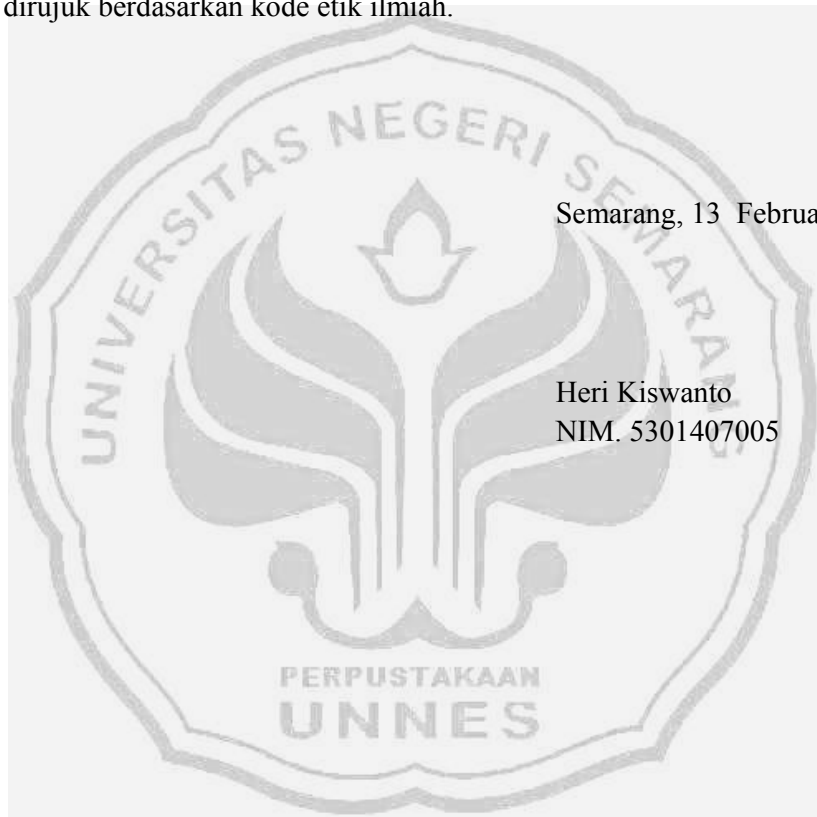 dirujuk berdasarkan kode etik ilmiah.
UNIVERSITAS NEGERI SEMARANG
Semarang, 13 Februa
Heri Kiswanto
NIM. 5301407005
PERPUSTAKAAN
UNNES